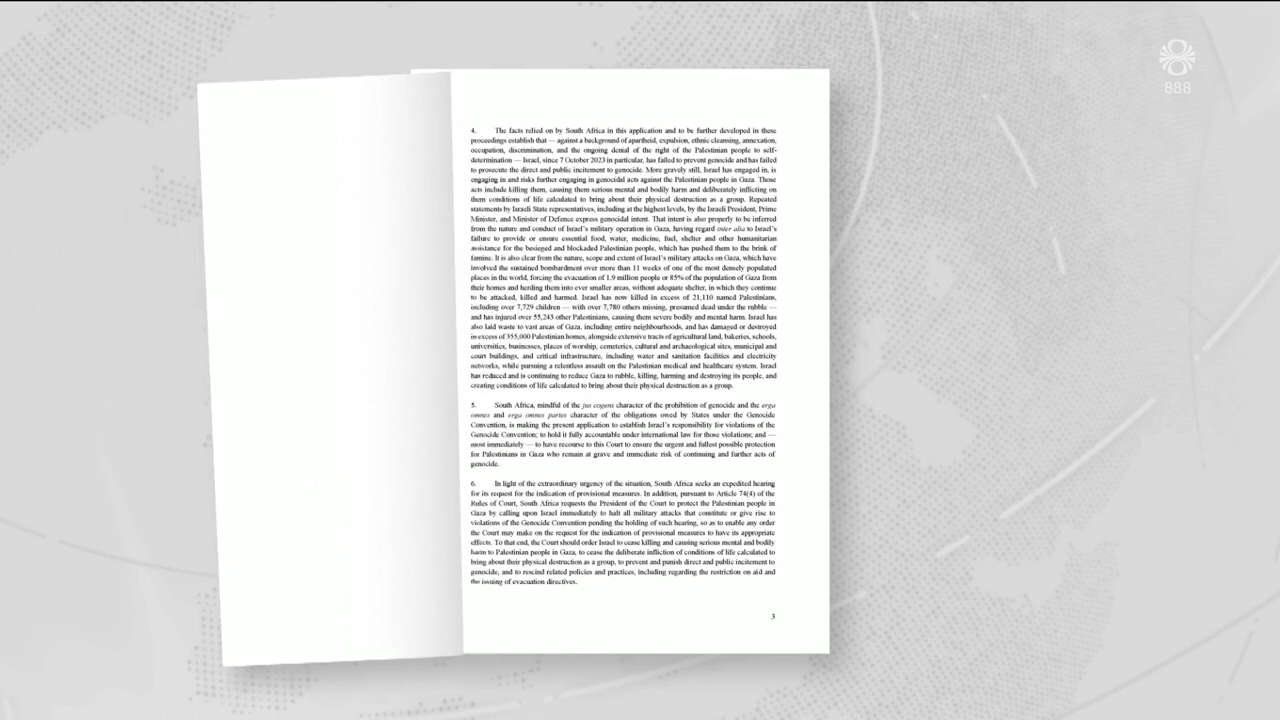 888
4. The facts relied on by South Africa in this application and to be further developed in these
proceedings establish that — against a background of apartheid, expulsion, ethnic cleansing, annexation,
occupation, discrimination, and the ongoing denial of the right of the Palestinian people to self-
determination — Israel, since 7 October 2023 in particular, has failed to prevent genocide and has failed
to prosecute the direct and public incitement to genocide. More gravely still, Israel has engaged in, is
engaging in and risks further engaging in genocidal acts against the Palestinian people in Gaza. Those
acts include killing them, causing them serious mental and bodily harm and deliberately inflicting on
them conditions of life calculated to bring about their physical destruction as a group. Repeated
statements by Israeli State representatives, including at the highest levels, by the Israeli President, Prime
Minister, and Minister of Defence express genocidal intent. That intent is also properly to be inferred
from the nature and conduct of Israel's military operation in Gaza, having regard inter alia to Israel's
failure to provide or ensure essential food, water, medicine, fuel, shelter and other humanitarian
assistance for the besieged and blockaded Palestinian people, which has pushed them to the brink of
famine. It is also clear from the nature, scope and extent of Israel's military attacks on Gaza, which have
involved the sustained bombardment over more than 11 weeks of one of the most densely populated
places in the world, forcing the evacuation of 1.9 million people or 85% of the population of Gaza from
their homes and herding them into ever smaller areas, without adequate shelter, in which they continue
to be attacked, killed and harmed. Israel has now killed in excess of 21,110 named Palestinians,
including over 7,729 children — with over 7,780 others missing, presumed dead under the rubble —
and has injured over 55,243 other Palestinians, causing them severe bodily and mental harm. Israel has
also laid waste to vast areas of Gaza, including entire neighbourhoods, and has damaged or destroyed
in excess of 355,000 Palestinian homes, alongside extensive tracts of agricultural land, bakeries, schools,
universities, businesses, places of worship, cemeteries, cultural and archaeological sites, municipal and
court buildings, and critical infrastructure, including water and sanitation facilities and electricity
networks, while pursuing a relentless assault on the Palestinian medical and healthcare system. Israel
has reduced and is continuing to reduce Gaza to rubble, killing, harming and destroying its people, and
creating conditions of life calculated to bring about their physical destruction as a group.
5. South Africa, mindful of the jus cogens character of the prohibition of genocide and the erga
omnes and erga omnes partes character of the obligations owed by States under the Genocide
Convention, is making the present application to establish Israel's responsibility for violations of the
Genocide Convention; to hold it fully accountable under international law for those violations; and —
most immediately — to have recourse to this Court to ensure the urgent and fullest possible protection
for Palestinians in Gaza who remain at grave and immediate risk of continuing and further acts of
genocide.
6. In light of the extraordinary urgency of the situation, South Africa seeks an expedited hearing
for its request for the indication of provisional measures. In addition, pursuant to Article 74(4) of the
Rules of Court, South Africa requests the President of the Court to protect the Palestinian people in
Gaza by calling upon Israel immediately to halt all military attacks that constitute or give rise to
violations of the Genocide Convention pending the holding of such hearing, so as to enable any order
the Court may make on the request for the indication of provisional measures to have its appropriate
effects. To that end, the Court should order Israel to cease killing and causing serious mental and bodily
harm to Palestinian people in Gaza, to cease the deliberate infliction of conditions of life calculated to
bring about their physical destruction as a group, to prevent and punish direct and public incitement to
genocide, and to rescind related policies and practices, including regarding the restriction on aid and
the issuing of evacuation directives.
3